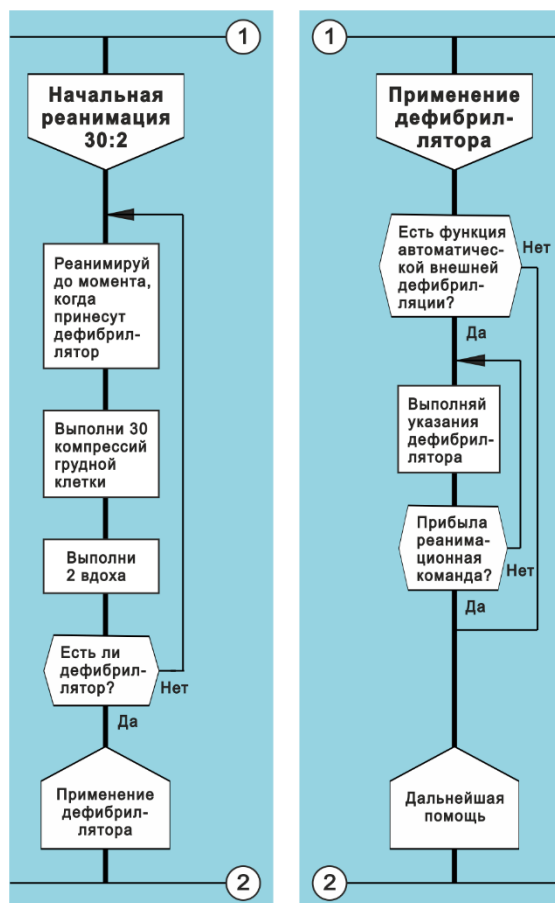 1
Начальная
реанимация
30:2
Реанимируй
до момента,
когда
принесут
дефибрил-
лятор
Выполни 30
компрессий
грудной
клетки
Выполни
2 вдоха
Есть ли
дефибрил-
лятор?
Нет
Да
Применение
дефибрил-
лятора
2
1
Применение
дефибрил-
лятора
Есть функция
автоматичес-
кой внешней
дефибрил-
ляции?
Нет
Да
Выполняй
указания
дефибрил-
лятора
Прибыла
реанима-
ционная
команда?
Нет
Да
Дальнейшая
помощь
2